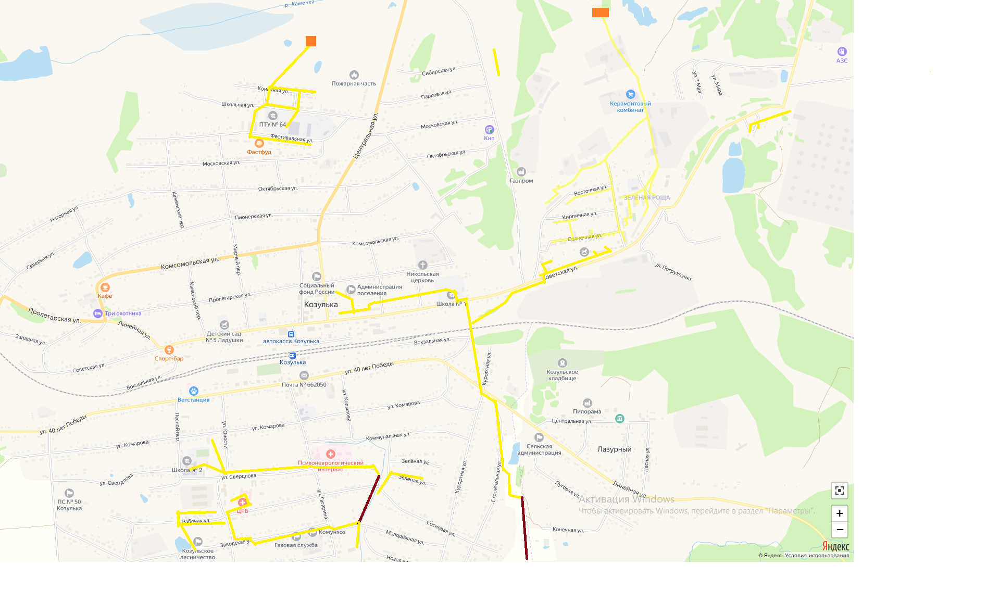 р. Каменка
АЗС
Сибирская ул.
Пожарная часть
ул. 1 Мая
ул. Мира
Конечная ул.
Парковая ул.
Школьная ул.
Керамзитовый
комбинат
ПТУ № 64
Московская ул.
Центральная ул.
Кнп
Фестивальная ул.
Фастфуд
Октябрьская ул.
Московская ул.
Газпром
Октябрьская ул.
Восточная ул.
ЗЕЛЁНАЯ РОЩА
Каменский пер.
Нагорная ул.
Пионерская ул.
Кирпичная ул.
Солнечная ул.
Комсомольская ул.
Мирный пер.
Северная ул.
Комсомольская ул.
ул. Погрузпункт
Советская ул.
Никольская
церковь
Социальный
фонд России
Администрация
поселения
Каменский пер.
Кафе
Пролетарская ул.
Козулька
Школа № 1
Три охотника
Пролетарская ул.
Линейная ул.
Детский сад
№ 5 Ладушки
автокасса Козулька
Западная ул.
Вокзальная ул.
Спорт-бар
Козулька
Курортная ул.
Советская ул.
ул. 40 лет Победы
Козульское
кладбище
Вокзальная ул.
Почта № 662050
Ветстанция
ул. Копылова
ул. Комарова
Пилорама
Центральная ул.
ул. 40 лет Победы
Лесной пер.
ул. Юности
ул. Комарова
Коммунальная ул.
ул. Комарова
Сельская
администрация
Лазурный
Психоневрологический
интернат
Зелёная ул.
Лесная ул.
Школа № 2
ул. Свердлова
ул. Свердлова
Зелёная ул.
Курортная ул.
Строительная ул.
Луговая ул.
Линейная ул.
ПС № 50
Козулька
ЦРБ
ул. Гагарина
Активация Windows
Чтобы активировать Windows, перейдите в раздел "Параметры".
Рабочая ул.
Сосновая ул.
Конечная ул.
Комунхоз
Молодёжная ул.
Заводская ул.
Газовая служба
Козульское
лесничество
Новая ул.
+
−
Яндекс
© Яндекс Условия использования